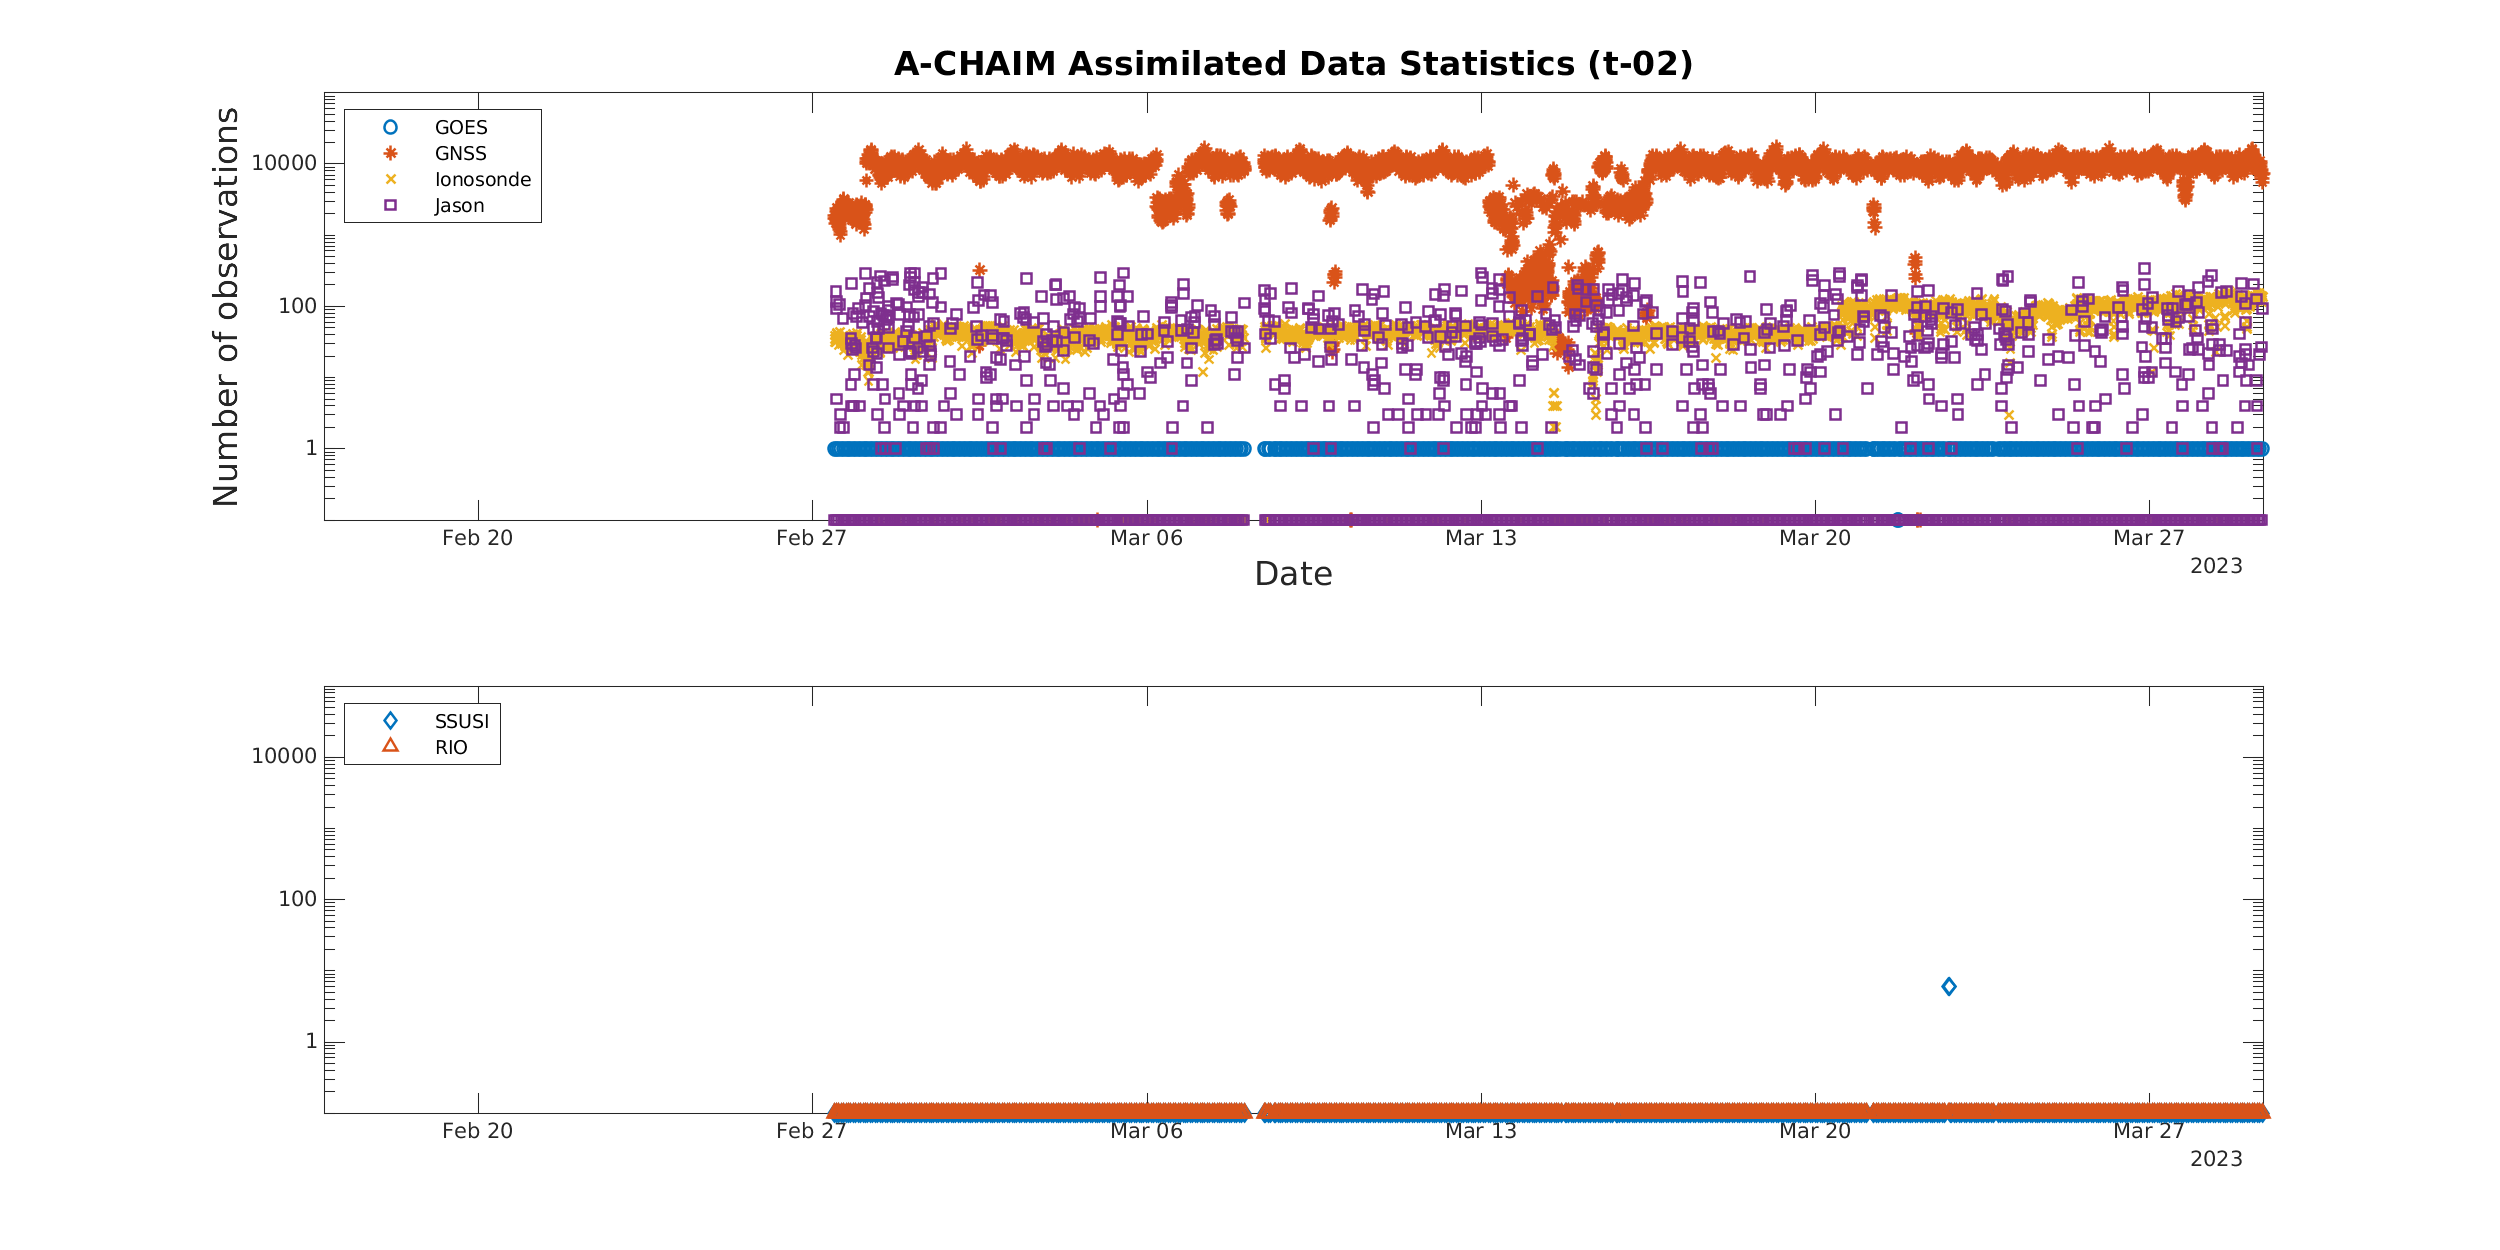 A-CHAIM Assimilated Data Statistics (t-02)
Number of observations
GOES
GNSS
Ionosonde
Jason
10000
100
1
Feb 20
Feb 27
Mar 06
Mar 13
Mar 20
Mar 27
2023
Date
SSUSI
RIO
10000
100
1
Feb 20
Feb 27
Mar 06
Mar 13
Mar 20
Mar 27
2023